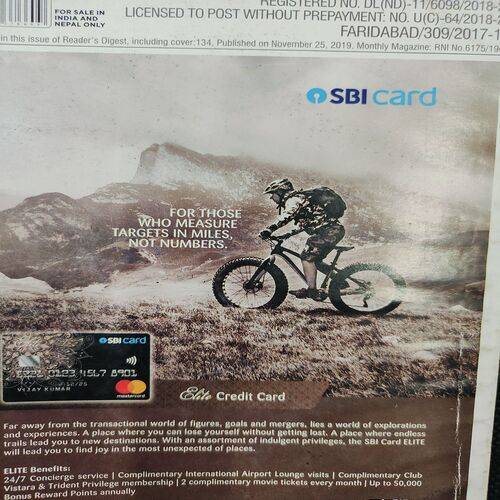 FOR SALE IN
INDIA AND
NEPAL ONLY
REGISTERED NO. DL(ND)-11/6098/2018-
LICENSED TO POST WITHOUT PREPAYMENT: NO. U(C)-64/2018-
FARIDABAD/309/2017-1
in this issue of Reader's Digest, including cover:134, Published on November 25, 2019. Monthly Magazine: RNI No.6175/19
SBI card
FOR THOSE
WHO MEASURE
TARGETS IN MILES,
NOT NUMBERS.
SBI card
0123 4567 8901
12/25
VIJAY KUMAR
mastercard
Elite Credit Card
Far away from the transactional world of figures, goals and mergers, lies a world of explorations
and experiences. A place where you can lose yourself without getting lost. A place where endless
trails lead you to new destinations. With an assortment of indulgent privileges, the SBI Card ELITE
will lead you to find joy in the most unexpected of places.
ELITE Benefits:
24/7 Concierge service | Complimentary International Airport Lounge visits | Complimentary Club
Vistara & Trident Privilege membership | 2 complimentary movie tickets every month | Up to 50,000
Bonus Reward Points annually